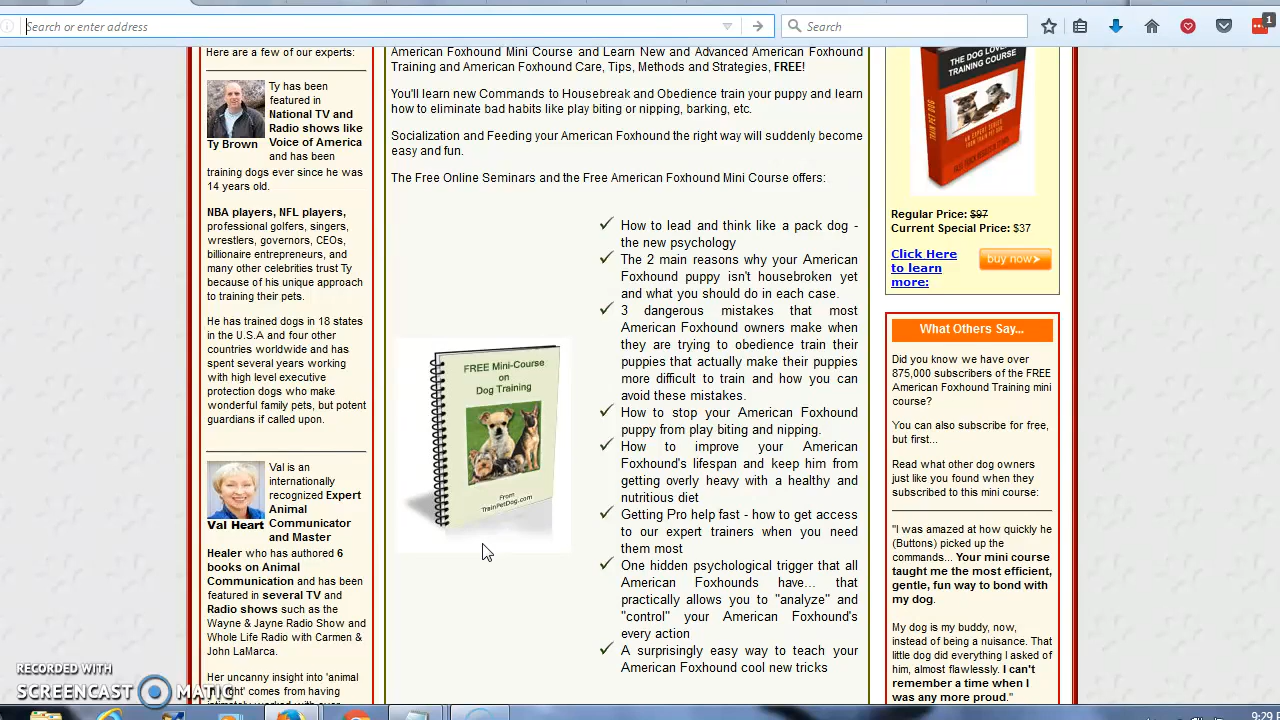 Search or enter address
Search
1
Here are a few of our experts:
Ty has been
featured in
National TV and
Radio shows like
Voice of America
and has been
Ty Brown
training dogs ever since he was
14 years old.
NBA players, NFL players,
professional golfers, singers,
wrestlers, governors, CEOs,
billionaire entrepreneurs, and
many other celebrities trust Ty
because of his unique approach
to training their pets.
He has trained dogs in 18 states
in the U.S.A and four other
countries worldwide and has
spent several years working
with high level executive
protection dogs who make
wonderful family pets, but potent
guardians if called upon.
Val is an
internationally
recognized Expert
Animal
Communicator
and Master
Val Heart
Healer who has authored 6
books on Animal
Communication and has been
featured in several TV and
Radio shows such as the
Wayne & Jayne Radio Show and
Whole Life Radio with Carmen &
John LaMarca.
Her uncanny insight into 'animal
comes from having
American Foxhound Mini Course and Learn New and Advanced American Foxhound
Training and American Foxhound Care, Tips, Methods and Strategies, FREE!
You'll learn new Commands to Housebreak and Obedience train your puppy and learn
how to eliminate bad habits like play biting or nipping, barking, etc.
Socialization and Feeding your American Foxhound the right way will suddenly become
easy and fun.
The Free Online Seminars and the Free American Foxhound Mini Course offers:
FREE Mini-Course
on
Dog Training
From
TrainPetDog.com
How to lead and think like a pack dog -
the new psychology
The 2 main reasons why your American
Foxhound puppy isn't housebroken yet
and what you should do in each case.
3 dangerous mistakes that most
American Foxhound owners make when
they are trying to obedience train their
puppies that actually make their puppies
more difficult to train and how you can
avoid these mistakes.
How to stop your American Foxhound
puppy from play biting and nipping.
How to improve your American
Foxhound's lifespan and keep him from
getting overly heavy with a healthy and
nutritious diet
Getting Pro help fast - how to get access
to our expert trainers when you need
them most
One hidden psychological trigger that all
American Foxhounds have... that
practically allows you to "analyze" and
"control" your American Foxhound's
every action
A surprisingly easy way to teach your
American Foxhound cool new tricks
THE DOG LOVER
TRAINING COURSE
TRAIN PET DOG
Regular Price: $97
Current Special Price: $37
Click Here
to learn
more:
buy now>
What Others Say...
Did you know we have over
875,000 subscribers of the FREE
American Foxhound Training mini
course?
You can also subscribe for free,
but first...
Read what other dog owners
just like you found when they
subscribed to this mini course:
"I was amazed at how quickly he
(Buttons) picked up the
commands... Your mini course
taught me the most efficient,
gentle, fun way to bond with
my dog.
My dog is my buddy, now,
instead of being a nuisance. That
little dog did everything I asked of
him, almost flawlessly. I can't
remember a time when I
was any more proud."
RECORDED WITH
SCREENCAST MATIC
9:29